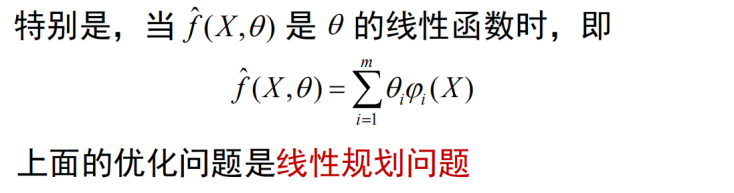 特别是，当 f̂(X,θ) 是 θ 的线性函数时，即
f̂(X,θ) = ∑_{i=1}^{m} θ_i φ_i(X)
上面的优化问题是线性规划问题